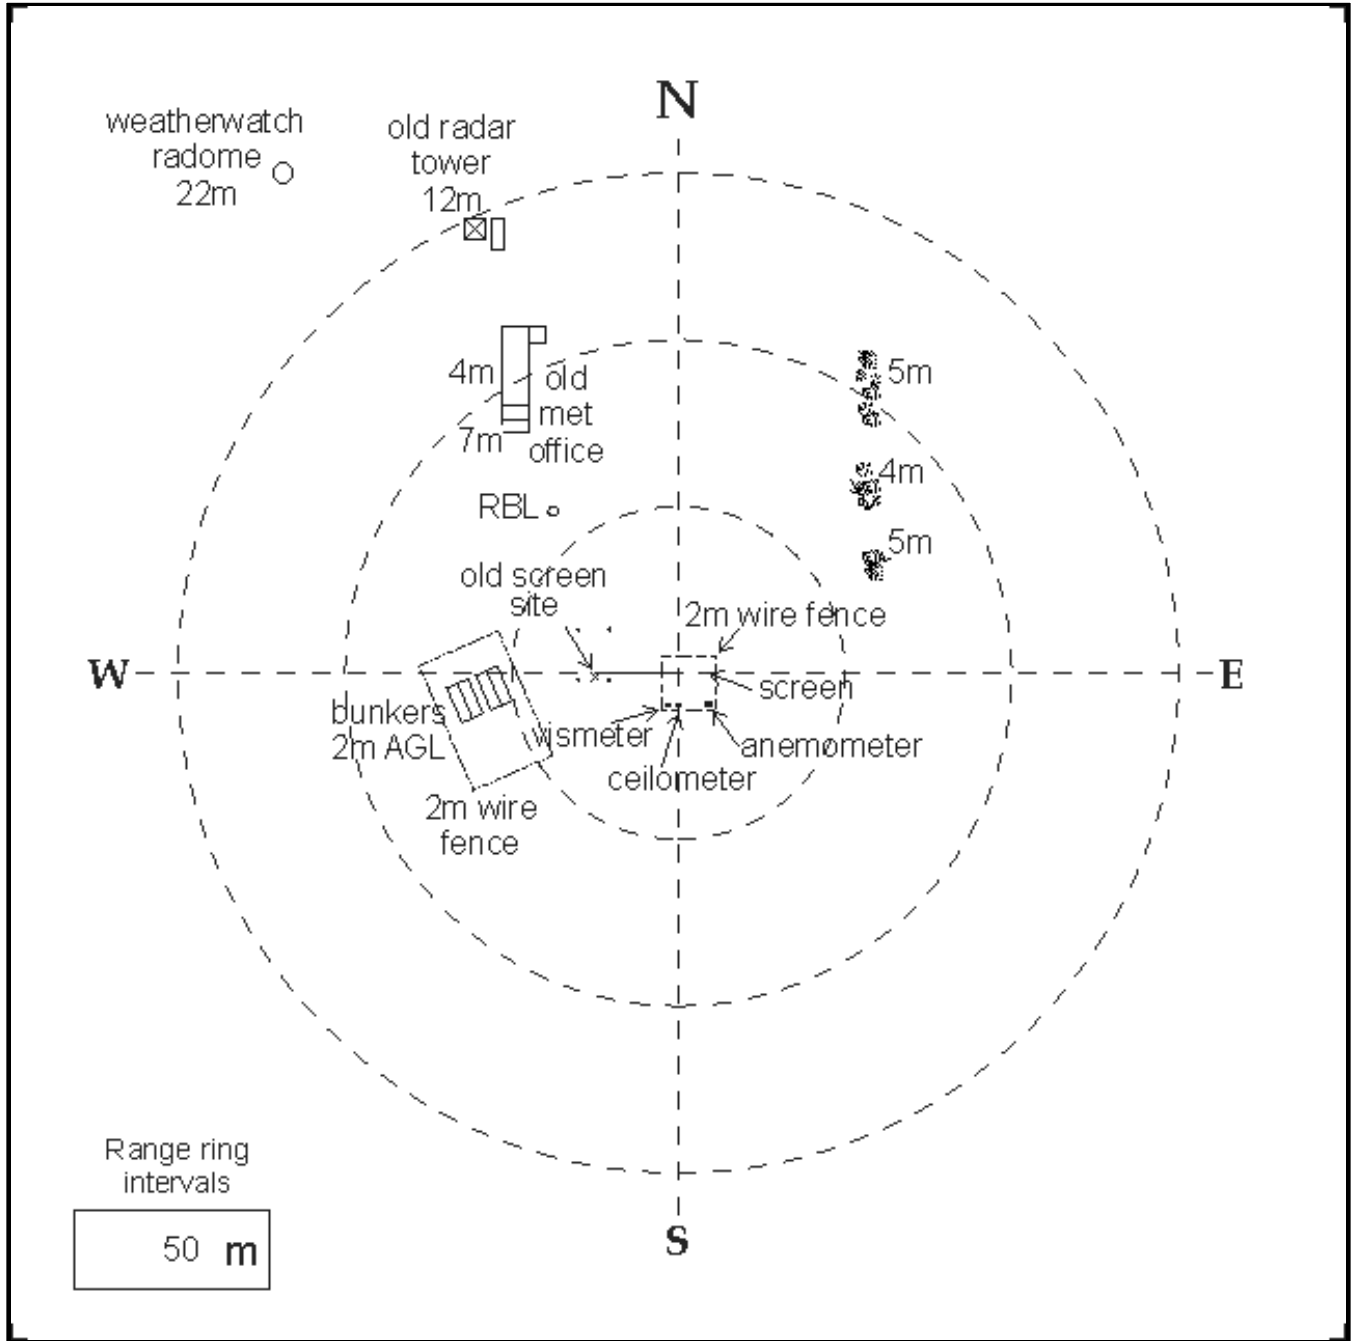 N
weatherwatch
radome
22m
old radar
tower
12m
4m
old
met
office
7m
5m
4m
5m
RBL
old screen
site
2m wire fence
W
E
screen
bunkers
2m AGL
vismeter
anemometer
ceilometer
2m wire
fence
Range ring
intervals
50 m
S